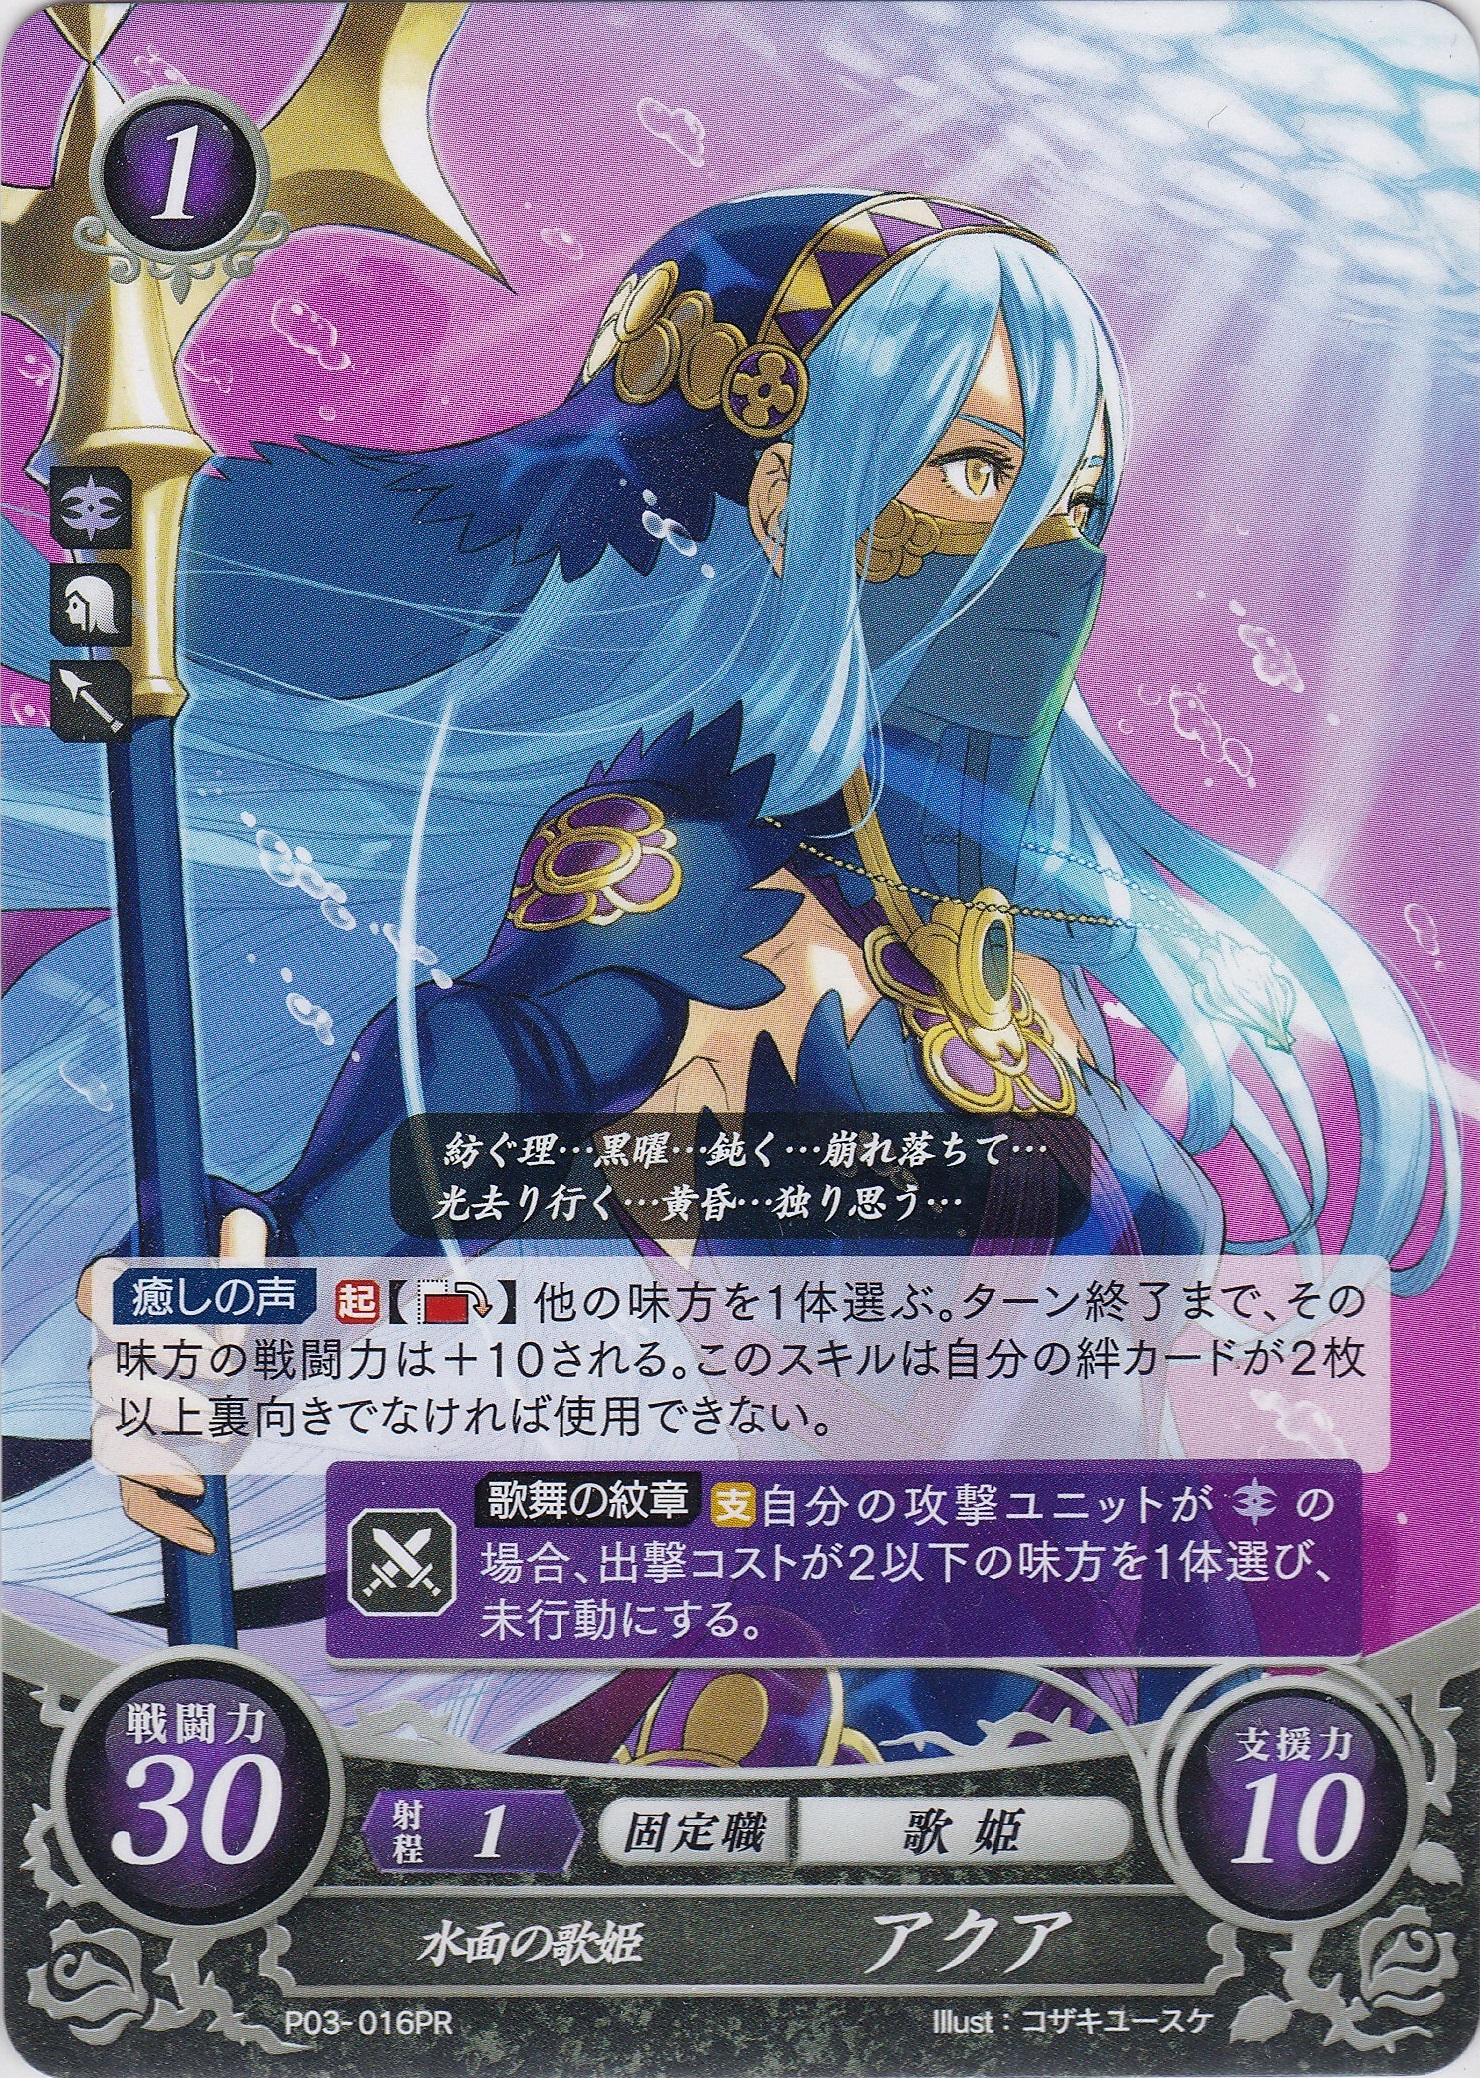 1
紡ぐ理…黒曜…鈍く…崩れ落ちて…
光去り行く…黄昏…独り思う…
癒しの声 起【 】他の味方を1体選ぶ。ターン終了まで、その
味方の戦闘力は＋10される。このスキルは自分の絆カードが2枚
以上裏向きでなければ使用できない。
歌舞の紋章 支 自分の攻撃ユニットが の
場合、出撃コストが2以下の味方を1体選び、
未行動にする。
戦闘力
30
射程 1
固定職 歌姫
支援力
10
水面の歌姫 アクア
P03-016PR Illust：コザキユースケ